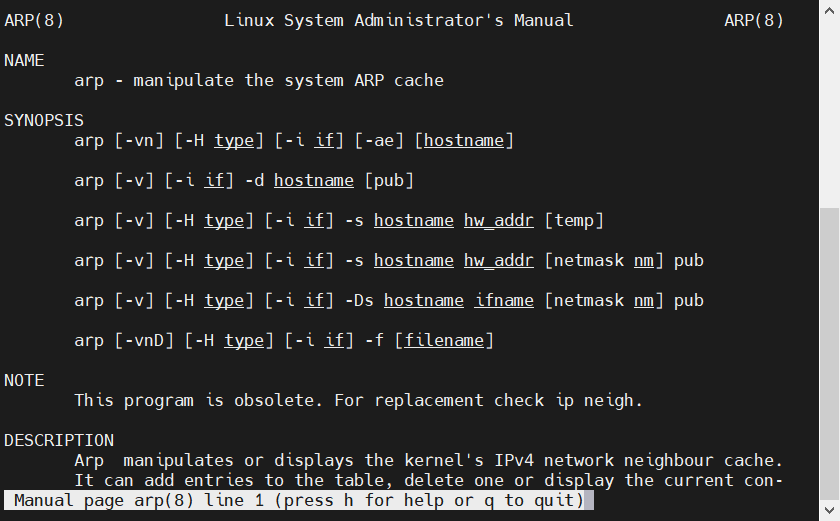 ARP(8) Linux System Administrator's Manual ARP(8)
NAME
arp - manipulate the system ARP cache
SYNOPSIS
arp [-vn] [-H type] [-i if] [-ae] [hostname]
arp [-v] [-i if] -d hostname [pub]
arp [-v] [-H type] [-i if] -s hostname hw_addr [temp]
arp [-v] [-H type] [-i if] -s hostname hw_addr [netmask nm] pub
arp [-v] [-H type] [-i if] -Ds hostname ifname [netmask nm] pub
arp [-vnD] [-H type] [-i if] -f [filename]
NOTE
This program is obsolete. For replacement check ip neigh.
DESCRIPTION
Arp manipulates or displays the kernel's IPv4 network neighbour cache.
It can add entries to the table, delete one or display the current con-
Manual page arp(8) line 1 (press h for help or q to quit)